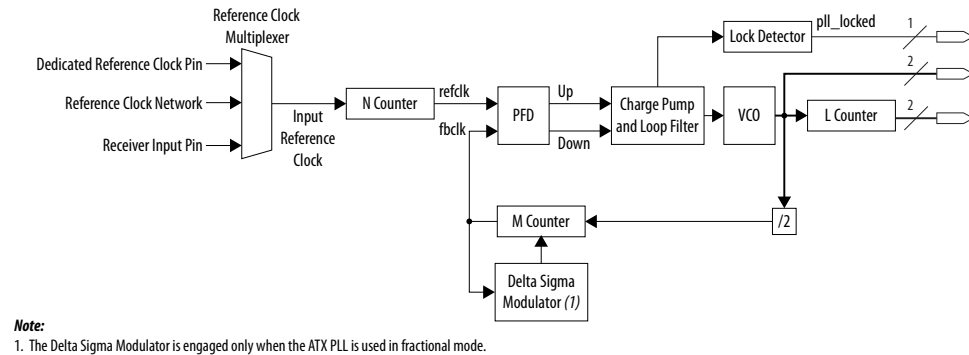 Reference Clock
Multiplexer
Dedicated Reference Clock Pin
Reference Clock Network
Receiver Input Pin
Input
Reference
Clock
N Counter
refclk
fbclk
PFD
Up
Down
Charge Pump
and Loop Filter
Lock Detector
pll_locked
1
VCO
2
L Counter
2
/2
M Counter
Delta Sigma
Modulator (1)
Note:
1. The Delta Sigma Modulator is engaged only when the ATX PLL is used in fractional mode.